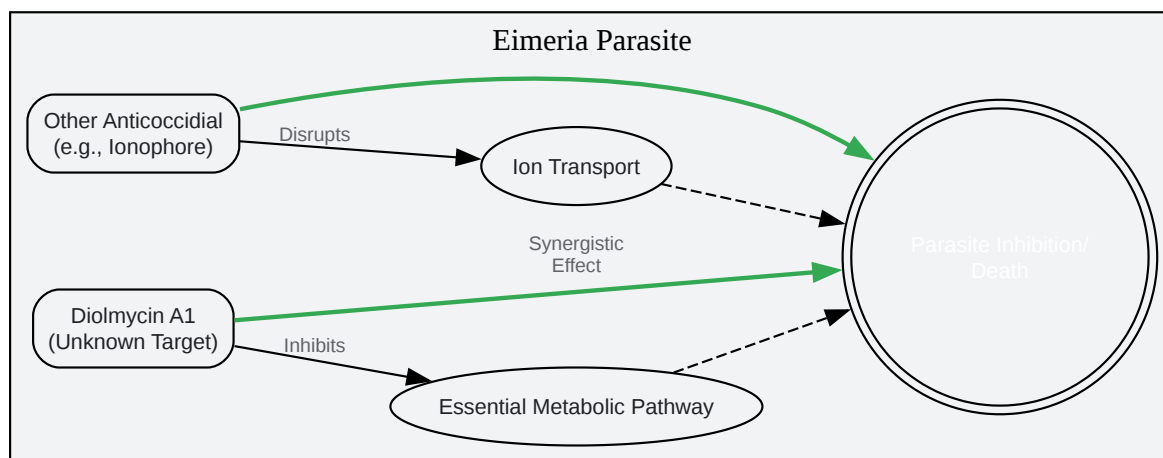 Eimeria Parasite
Other Anticoccidial
(e.g., Ionophore)
Disrupts
Ion Transport
Synergistic
Effect
Parasite Inhibition/
Death
Diolmycin A1
(Unknown Target)
Inhibits
Essential Metabolic Pathway